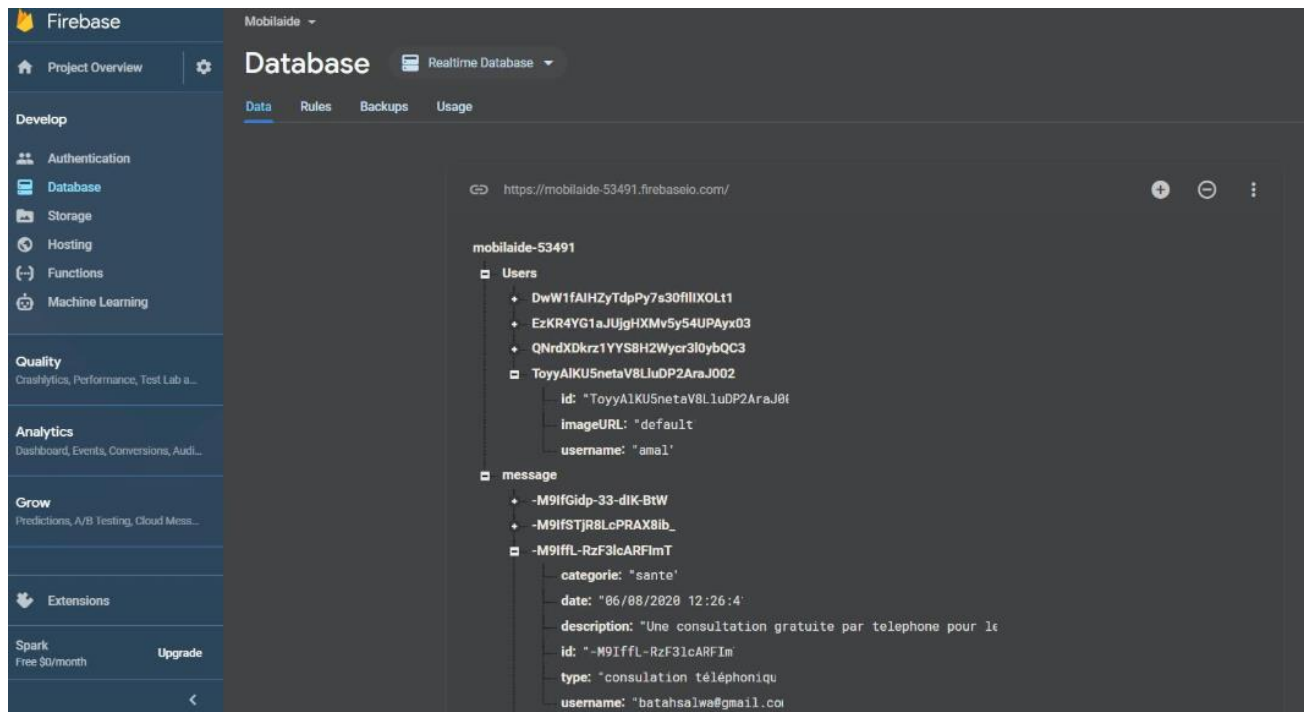 Firebase
Project Overview
Develop
Authentication
Database
Storage
Hosting
Functions
Machine Learning
Quality
Crashlytics, Performance, Test Lab a...
Analytics
Dashboard, Events, Conversions, Audi...
Grow
Predictions, A/B Testing, Cloud Mess...
Extensions
Spark
Free $0/month
Upgrade
Mobilaide
Database
Realtime Database
Data Rules Backups Usage
https://mobilaide-53491.firebaseio.com/
mobilaide-53491
Users
DwW1fAIHZyTdpPy7s30fIlIXOLt1
EzKR4YG1aJUjgHXMv5y54UPAyx03
QNrdXDkrz1YYS8H2Wycr3l0ybQC3
ToyyAlKU5netaV8LluDP2AraJ002
id: "ToyyAlKU5netaV8LluDP2AraJ0
imageURL: "default
username: "amal'
message
-M9IfGidp-33-dIK-BtW
-M9IfSTjR8LcPRAX8ib_
-M9IffL-RzF3lcARFImT
categorie: "sante'
date: "06/08/2020 12:26:4
description: "Une consultation gratuite par telephone pour le
id: "-M9IffL-RzF3lcARFIm
type: "consulation téléphoniqu
username: "batahsalwa@gmail.co